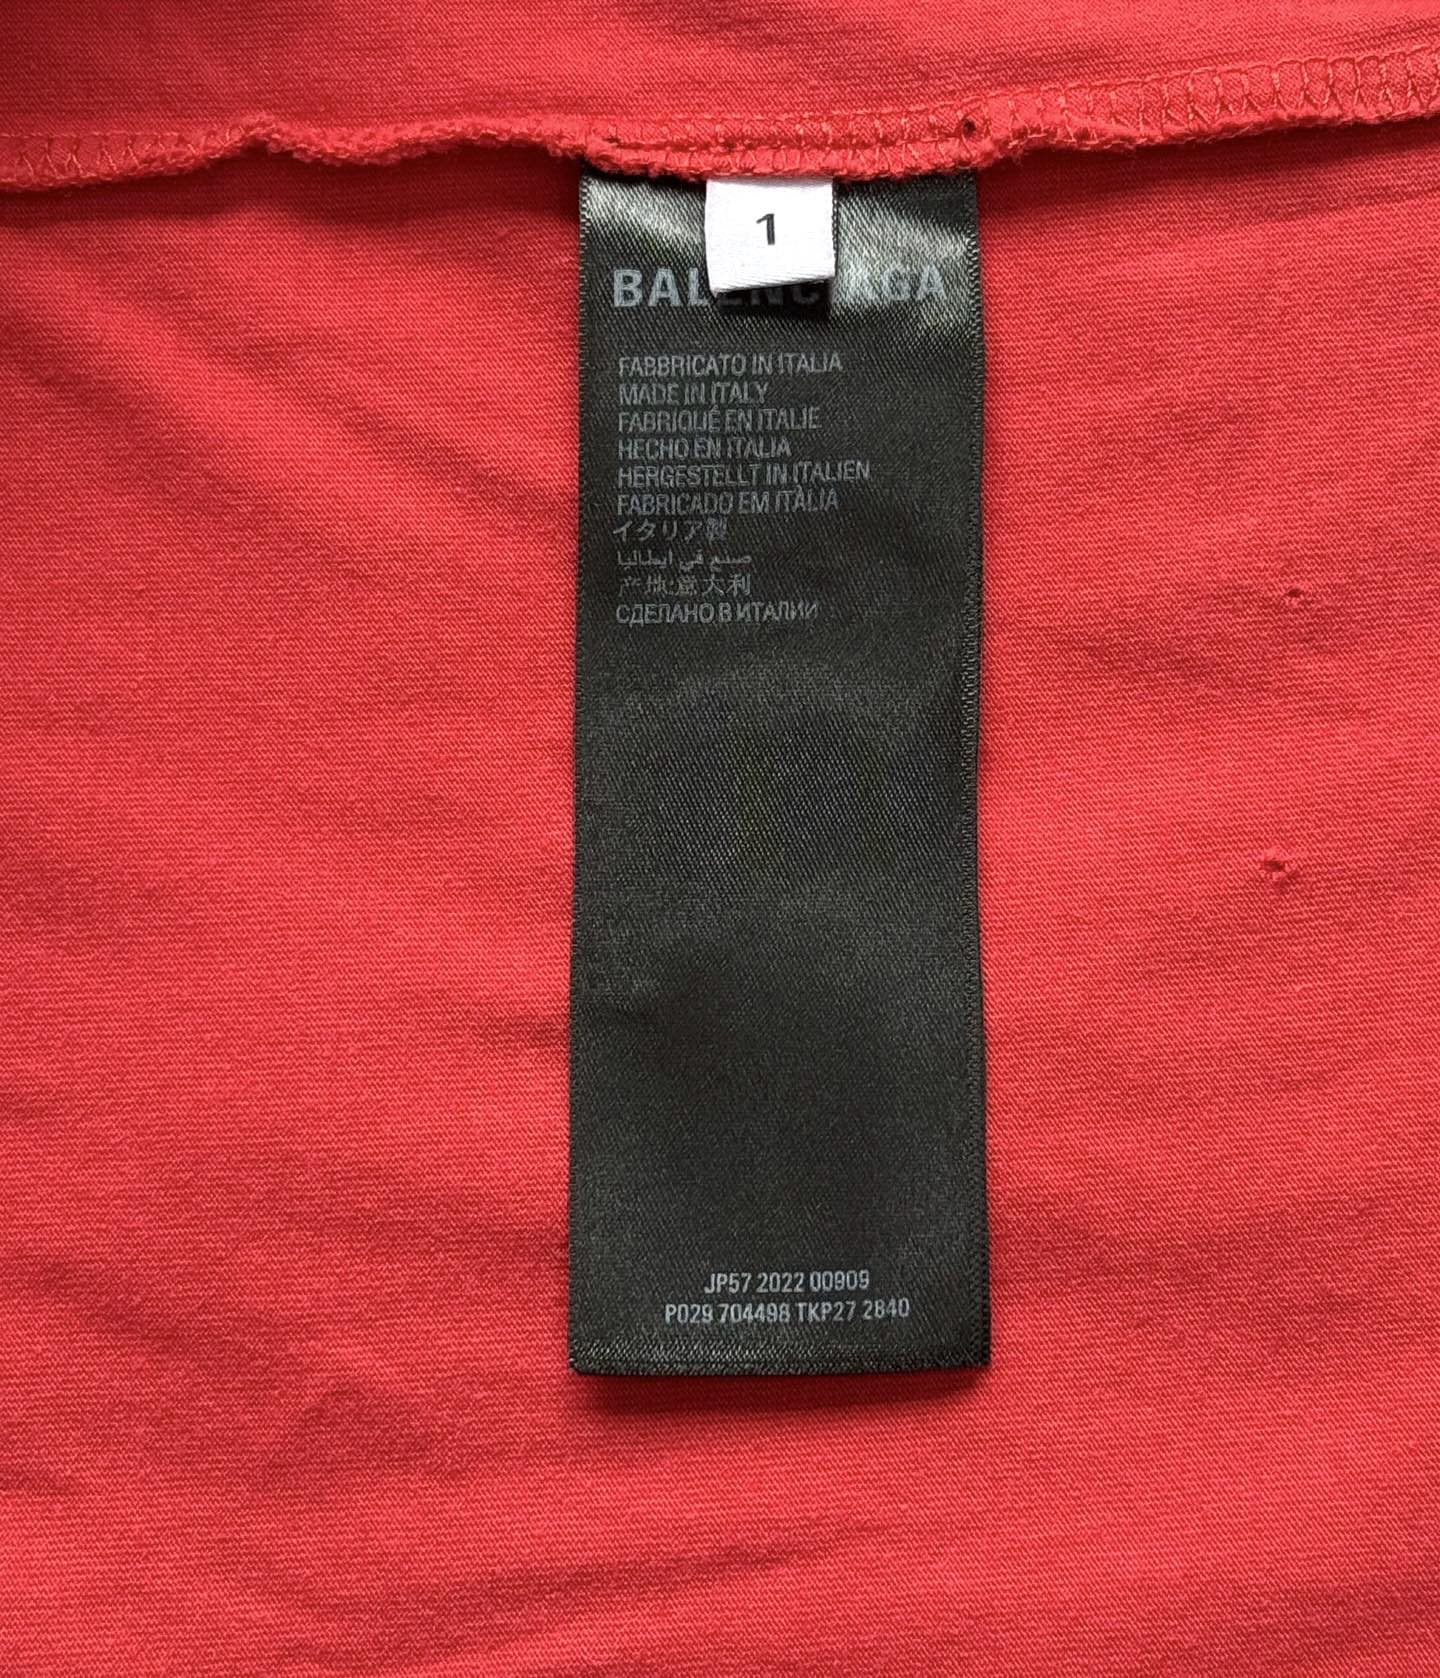 1
BALENCIAGA
FABBRICATO IN ITALIA
MADE IN ITALY
FABRIQUÉ EN ITALIE
HECHO EN ITALIA
HERGESTELLT IN ITALIEN
FABRICADO EM ITÀLIA
イタリア製
صنع في إيطاليا
产地:意大利
СДЕЛАНО В ИТАЛИИ
JP57 2022 00909
P029 704498 TKP27 2840